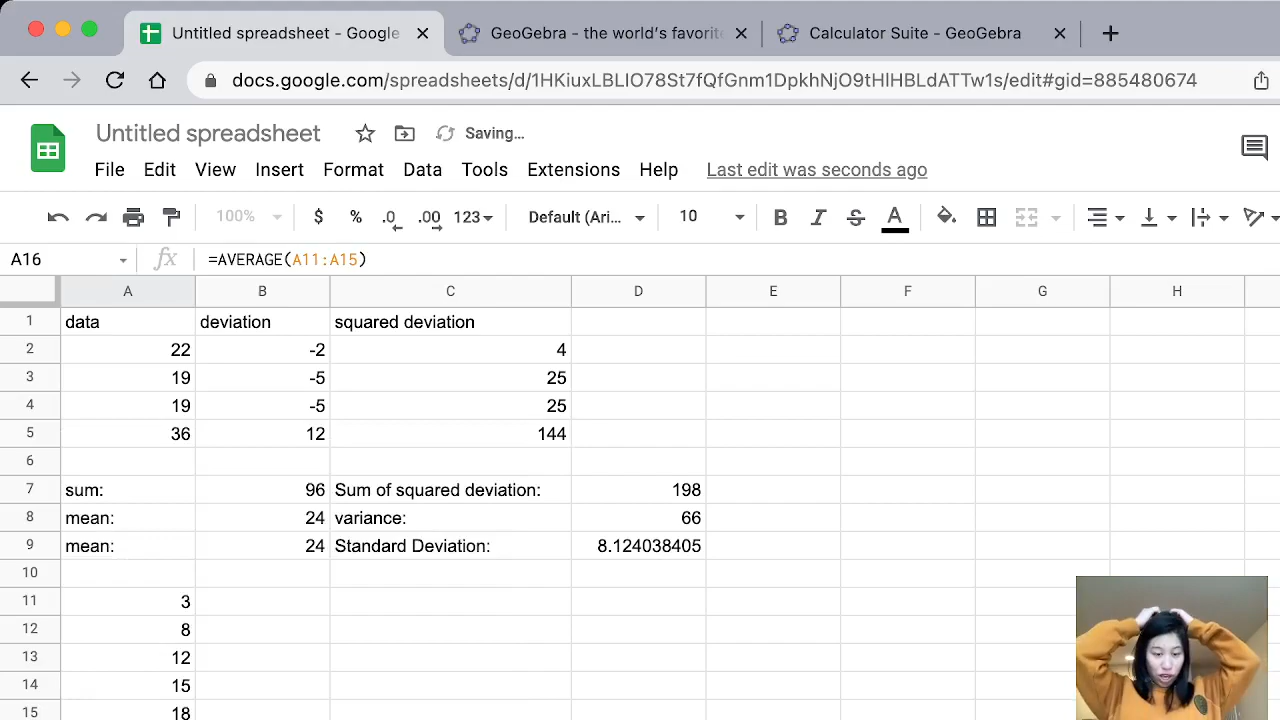 Untitled spreadsheet - Google
GeoGebra - the world's favorit
Calculator Suite - GeoGebra
docs.google.com/spreadsheets/d/1HKiuxLBLIO78St7fQfGnm1DpkhNjO9tHlHBLdATTw1s/edit#gid=885480674
Untitled spreadsheet Saving...
File Edit View Insert Format Data Tools Extensions Help Last edit was seconds ago
100% $ % .0 .00 123 Default (Ari... 10 B I S A
A16 fx =AVERAGE(A11:A15)
A B C D E F G H
1 data deviation squared deviation
2 22 -2 4
3 19 -5 25
4 19 -5 25
5 36 12 144
6
7 sum: 96 Sum of squared deviation: 198
8 mean: 24 variance: 66
9 mean: 24 Standard Deviation: 8.124038405
10
11 3
12 8
13 12
14 15
15 18